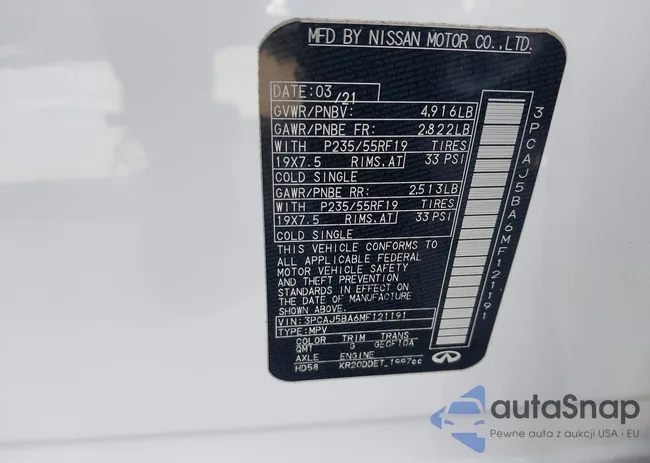 MFD BY NISSAN MOTOR CO., LTD.
DATE: 03/21
GVWR/PNBV: 4,916LB
GAWR/PNBE FR: 2,822LB
WITH P235/55RF19 TIRES
19X7.5 RIMS.AT 33 PSI
COLD SINGLE
GAWR/PNBE RR: 2,513LB
WITH P235/55RF19 TIRES
19X7.5 RIMS.AT 33 PSI
COLD SINGLE
THIS VEHICLE CONFORMS TO
ALL APPLICABLE FEDERAL
MOTOR VEHICLE SAFETY
AND THEFT PREVENTION
STANDARDS IN EFFECT ON
THE DATE OF MANUFACTURE
VIN: 3PCAJ5BA6MF121191
TYPE: MPV
COLOR TRIM TRANS
QMT G GEOF10A
AXLE ENGINE
HD58 KR20DDET_1997cc
3PCAJ5BA6MF121191
autaSnap
Pewne auta z aukcji USA i EU